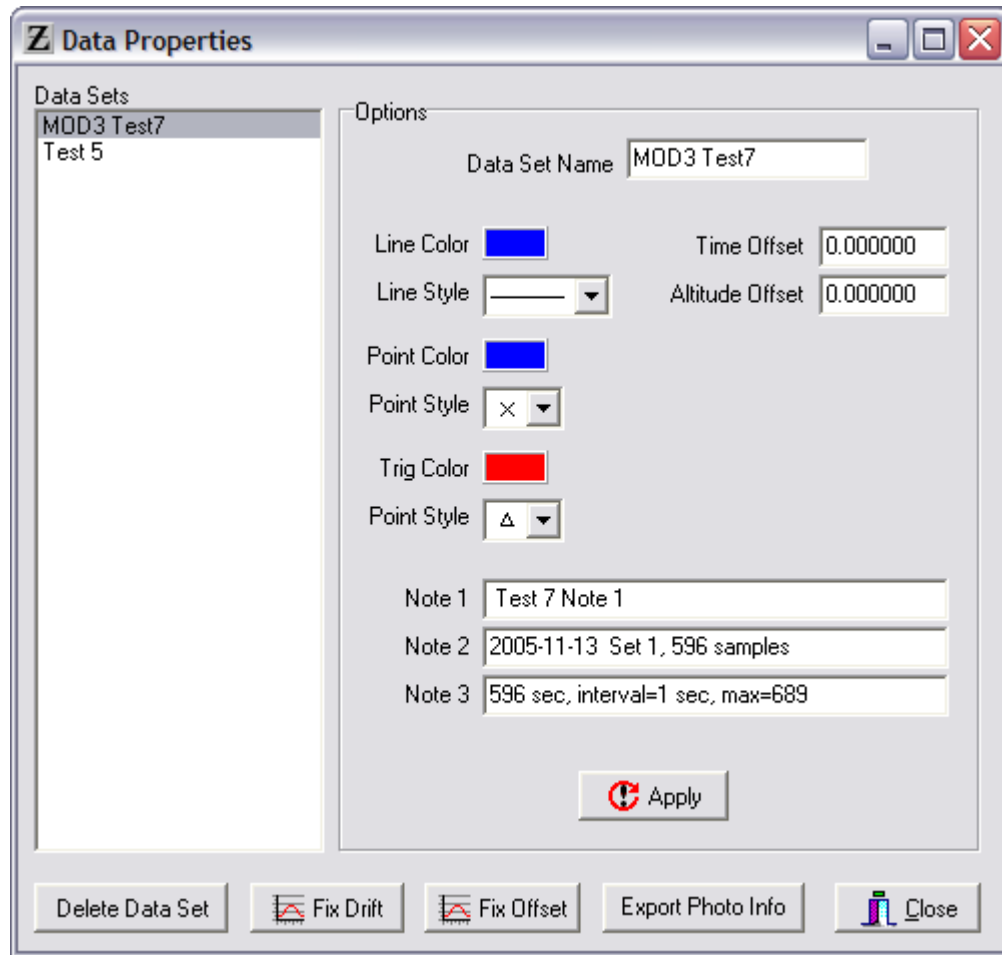 Z Data Properties
Data Sets
MOD3 Test7
Test 5
Options
Data Set Name MOD3 Test7
Line Color
Time Offset 0.000000
Line Style
Altitude Offset 0.000000
Point Color
Point Style
Trig Color
Point Style
Note 1 Test 7 Note 1
Note 2 2005-11-13 Set 1, 596 samples
Note 3 596 sec, interval=1 sec, max=689
Apply
Delete Data Set
Fix Drift
Fix Offset
Export Photo Info
Close